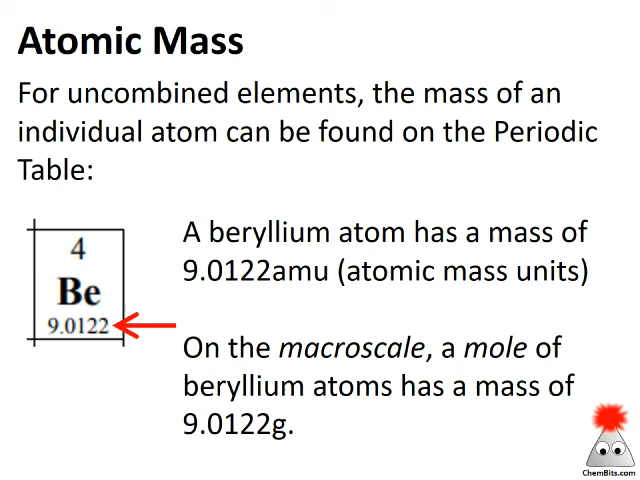 Atomic Mass
For uncombined elements, the mass of an
individual atom can be found on the Periodic
Table:
4
Be
9.0122
A beryllium atom has a mass of
9.0122amu (atomic mass units)
On the macroscale, a mole of
beryllium atoms has a mass of
9.0122g.
ChemBits.com